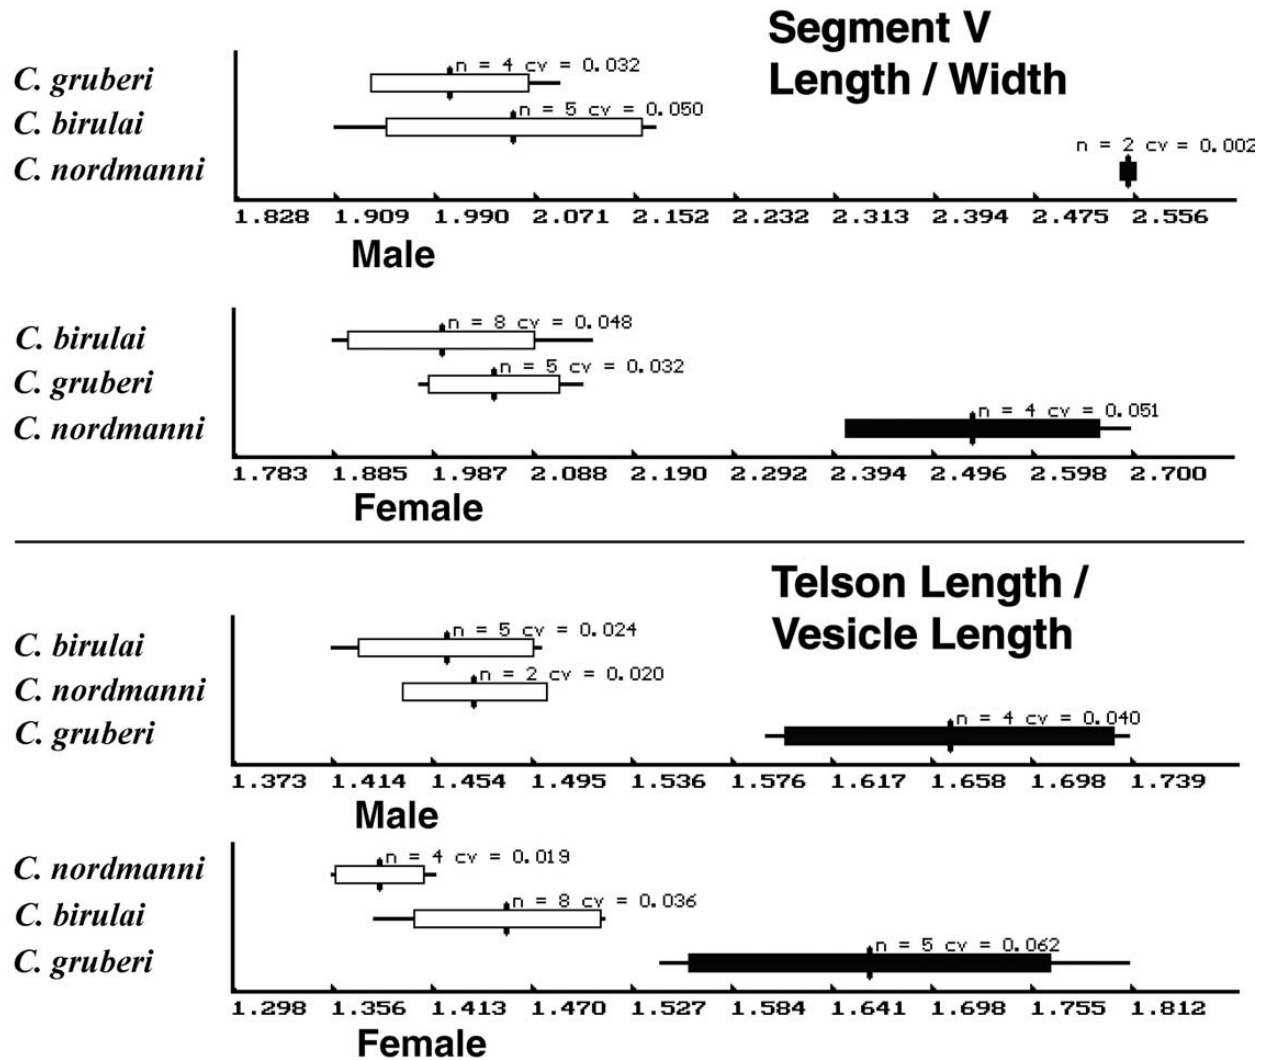 Segment V
Length / Width
C. gruberi
n = 4 cv = 0.032
C. birulai
n = 5 cv = 0.050
C. nordmanni
n = 2 cv = 0.002
1.828 1.909 1.990 2.071 2.152 2.232 2.313 2.394 2.475 2.556
Male
C. birulai
n = 8 cv = 0.048
C. gruberi
n = 5 cv = 0.032
C. nordmanni
n = 4 cv = 0.051
1.783 1.885 1.987 2.088 2.190 2.292 2.394 2.496 2.598 2.700
Female
Telson Length /
Vesicle Length
C. birulai
n = 5 cv = 0.024
C. nordmanni
n = 2 cv = 0.020
C. gruberi
n = 4 cv = 0.040
1.373 1.414 1.454 1.495 1.536 1.576 1.617 1.658 1.698 1.739
Male
C. nordmanni
n = 4 cv = 0.019
C. birulai
n = 8 cv = 0.036
C. gruberi
n = 5 cv = 0.062
1.298 1.356 1.413 1.470 1.527 1.584 1.641 1.698 1.755 1.812
Female